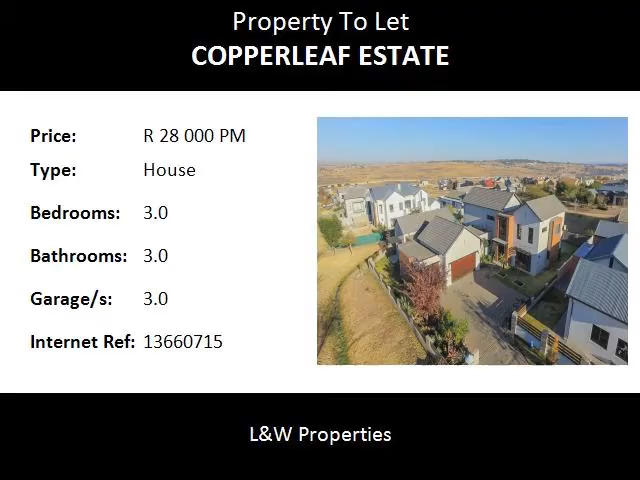 Property To Let
COPPERLEAF ESTATE
Price: R 28 000 PM
Type: House
Bedrooms: 3.0
Bathrooms: 3.0
Garage/s: 3.0
Internet Ref: 13660715
L&W Properties